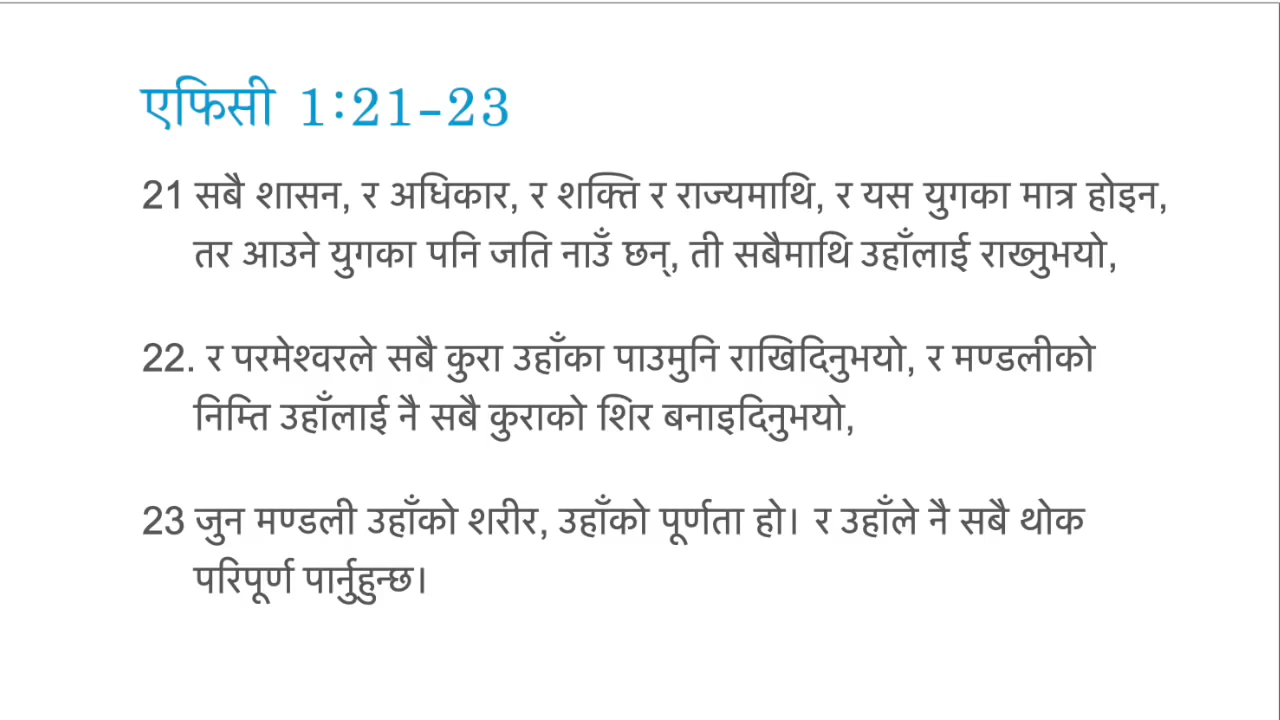 एफिसी 1:21-23
21 सबै शासन, र अधिकार, र शक्ति र राज्यमाथि, र यस युगका मात्र होइन,
तर आउने युगका पनि जति नाउँ छन्, ती सबैमाथि उहाँलाई राख्नुभयो,
22. र परमेश्वरले सबै कुरा उहाँका पाउमुनि राखिदिनुभयो, र मण्डलीको
निम्ति उहाँलाई नै सबै कुराको शिर बनाइदिनुभयो,
23 जुन मण्डली उहाँको शरीर, उहाँको पूर्णता हो। र उहाँले नै सबै थोक
परिपूर्ण पार्नुहुन्छ।